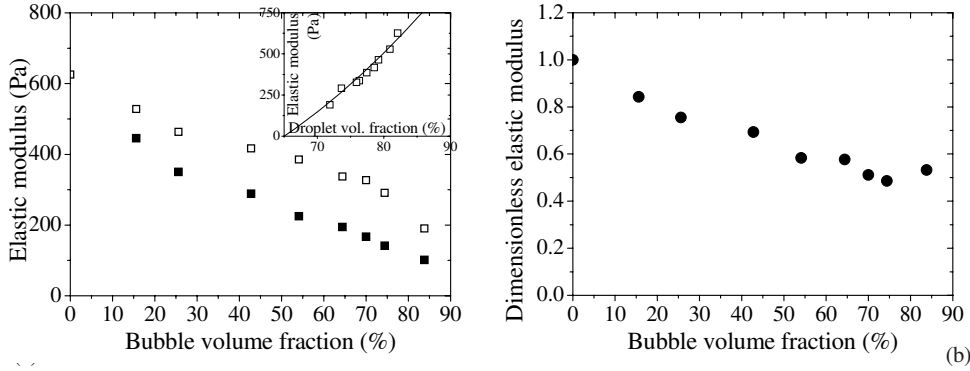 800
600
400
200
0
Elastic modulus (Pa)
0 10 20 30 40 50 60 70 80 90
Bubble volume fraction (%)
750
500
250
0
Elastic modulus
(Pa)
Droplet vol. fraction (%)
70 80 90
1.2
1.0
0.8
0.6
0.4
0.2
0.0
Dimensionless elastic modulus
0 10 20 30 40 50 60 70 80 90
Bubble volume fraction (%)
(b)